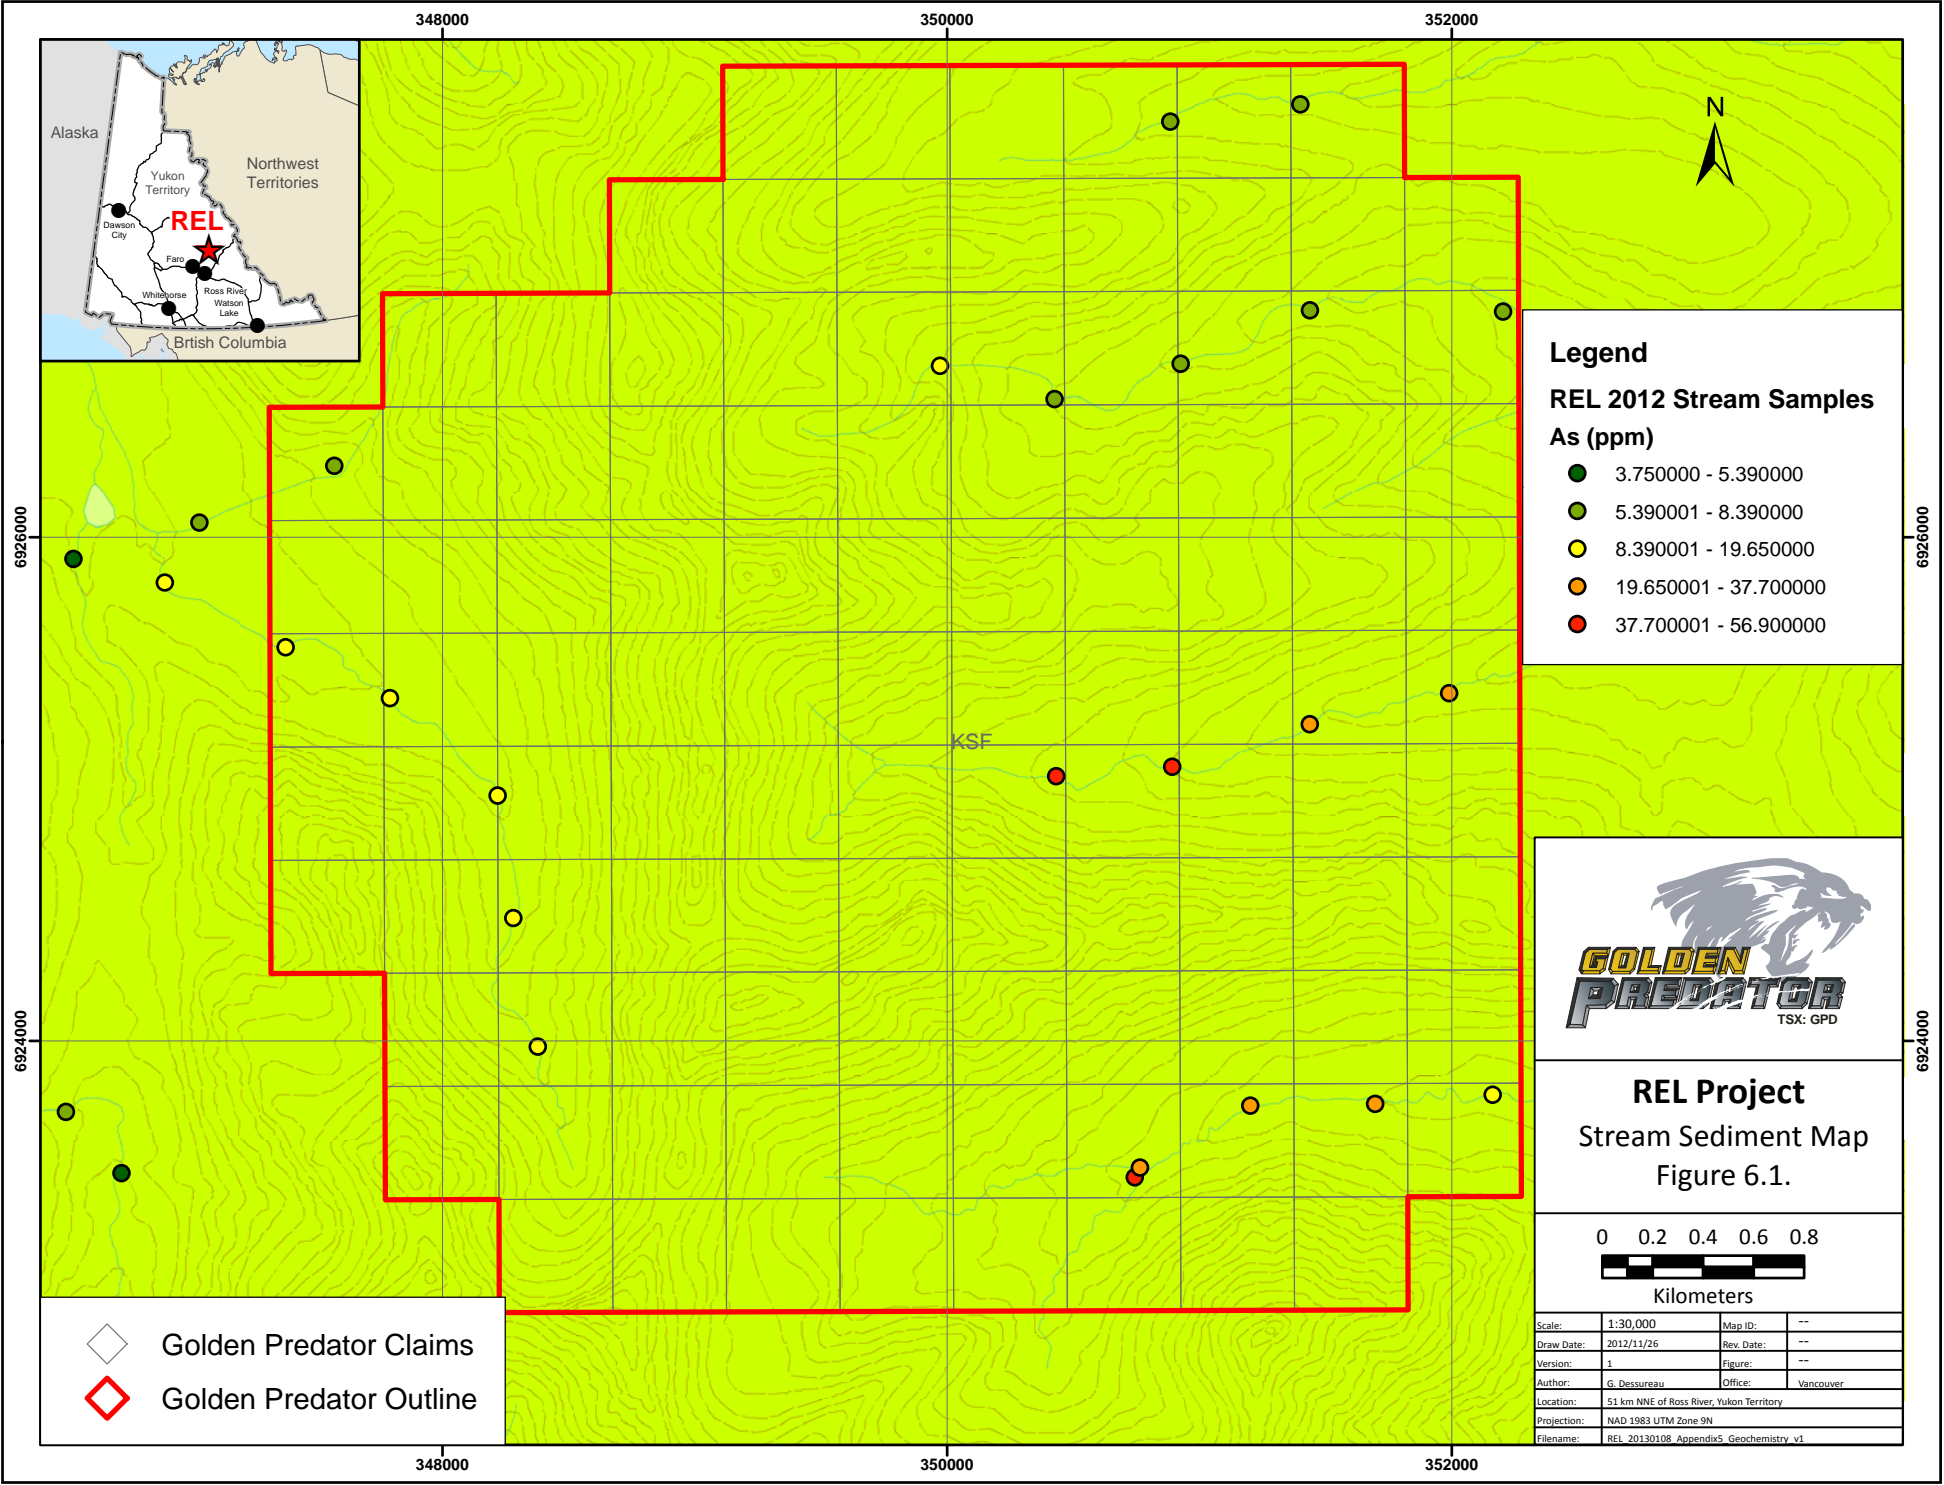 348000
350000
352000
Alaska
Yukon
Territory
Northwest
Territories
REL
Dawson
City
Faro
Ross River
Whitehorse
Watson
Lake
Brtish Columbia
N
6926000
6926000
6924000
6924000
KSF
Legend
REL 2012 Stream Samples
As (ppm)
3.750000 - 5.390000
5.390001 - 8.390000
8.390001 - 19.650000
19.650001 - 37.700000
37.700001 - 56.900000
GOLDEN
PREDATOR
TSX: GPD
REL Project
Stream Sediment Map
Figure 6.1.
0 0.2 0.4 0.6 0.8
Kilometers
Scale: 1:30,000 Map ID: --
Draw Date: 2012/11/26 Rev. Date: --
Version: 1 Figure: --
Author: G. Dessureau Office: Vancouver
Location: 51 km NNE of Ross River, Yukon Territory
Projection: NAD 1983 UTM Zone 9N
Filename: REL_20130108_Appendix5_Geochemistry_v1
Golden Predator Claims
Golden Predator Outline
348000
350000
352000